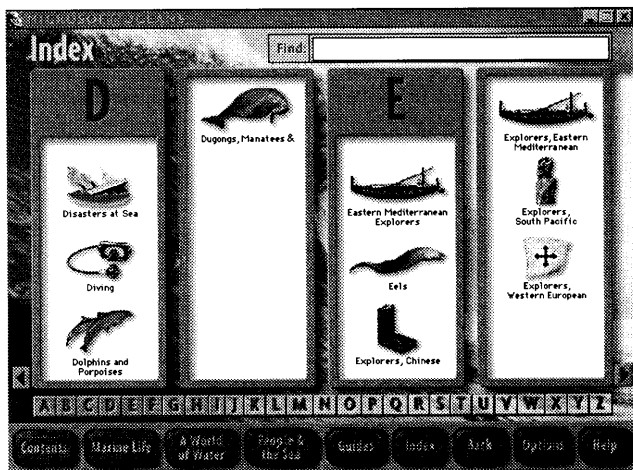 MICROSOFT OCEANS
Index
Find:
D
Disasters at Sea
Diving
Dolphins and
Porpoises
Dugongs, Manatees &
E
Eastern Mediterranean
Explorers
Eels
Explorers, Chinese
Explorers, Eastern
Mediterranean
Explorers,
South Pacific
Explorers,
Western European
A B C D E F G H I J K L M N O P Q R S T U V W X Y Z
Contents
Marine Life
A World
of Water
People &
the Sea
Guides
Index
Back
Options
Help